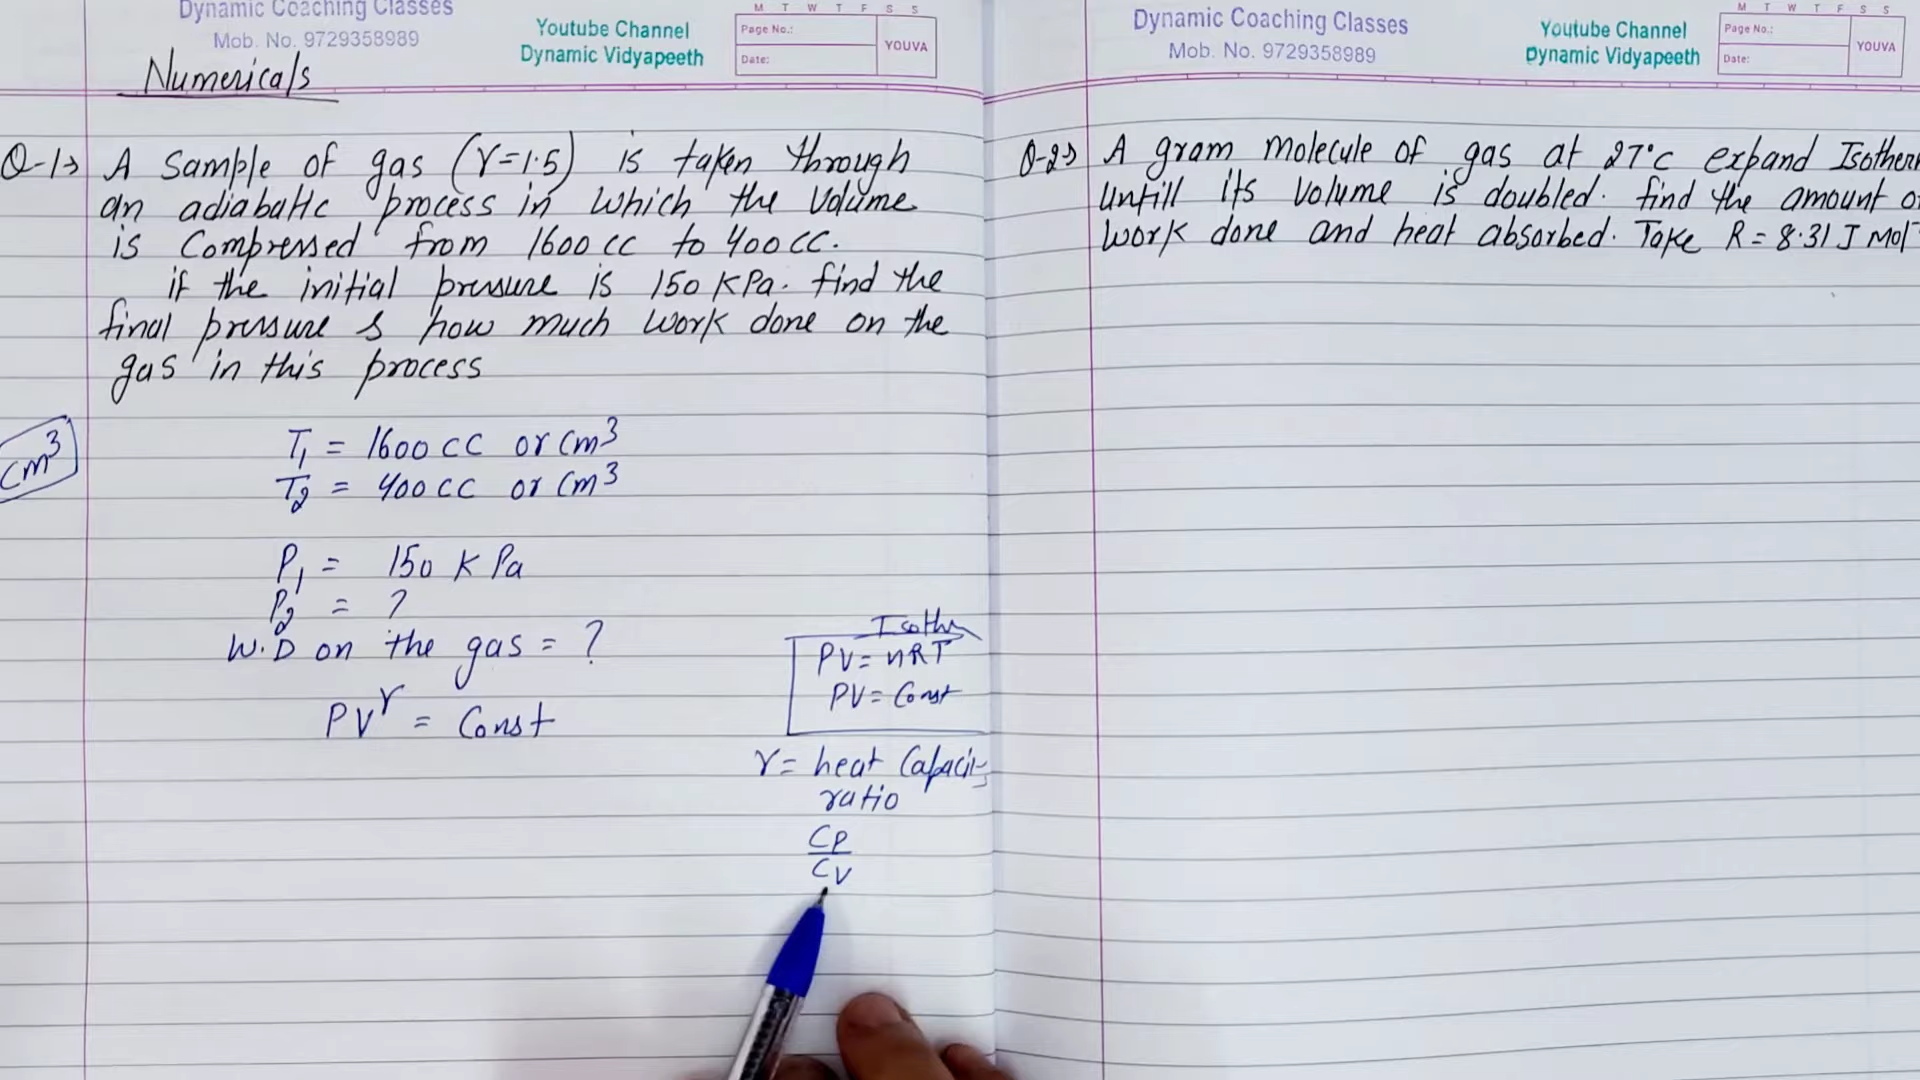 Dynamic Coaching Classes
Mob. No. 9729358989
Youtube Channel
Dynamic Vidyapeeth
M T W T F S S
Page No.:
Date:
YOUVA
Numericals
Q-1→ A Sample of gas (γ=1.5) is taken through
an adiabatic process in which the volume
is Compressed from 1600 cc to 400 cc.
if the initial pressure is 150 KPa. find the
final pressure & how much work done on the
gas in this process
cm³
T₁ = 1600 CC or Cm³
T₂ = 400 CC or Cm³
P₁ = 150 K Pa
P₂ = ?
W.D on the gas = ?
PV^γ = Const
PV = nRT
PV = Const
γ = heat
ratio
CP
CV
Dynamic Coaching Classes
Mob. No. 9729358989
Youtube Channel
Dynamic Vidyapeeth
M T W T F S S
Page No.:
Date:
YOUVA
Q-2→ A gram molecule of gas at 27°C expand
Untill its Volume is doubled. find the amount
work done and heat absorbed. Take R = 8.31 J